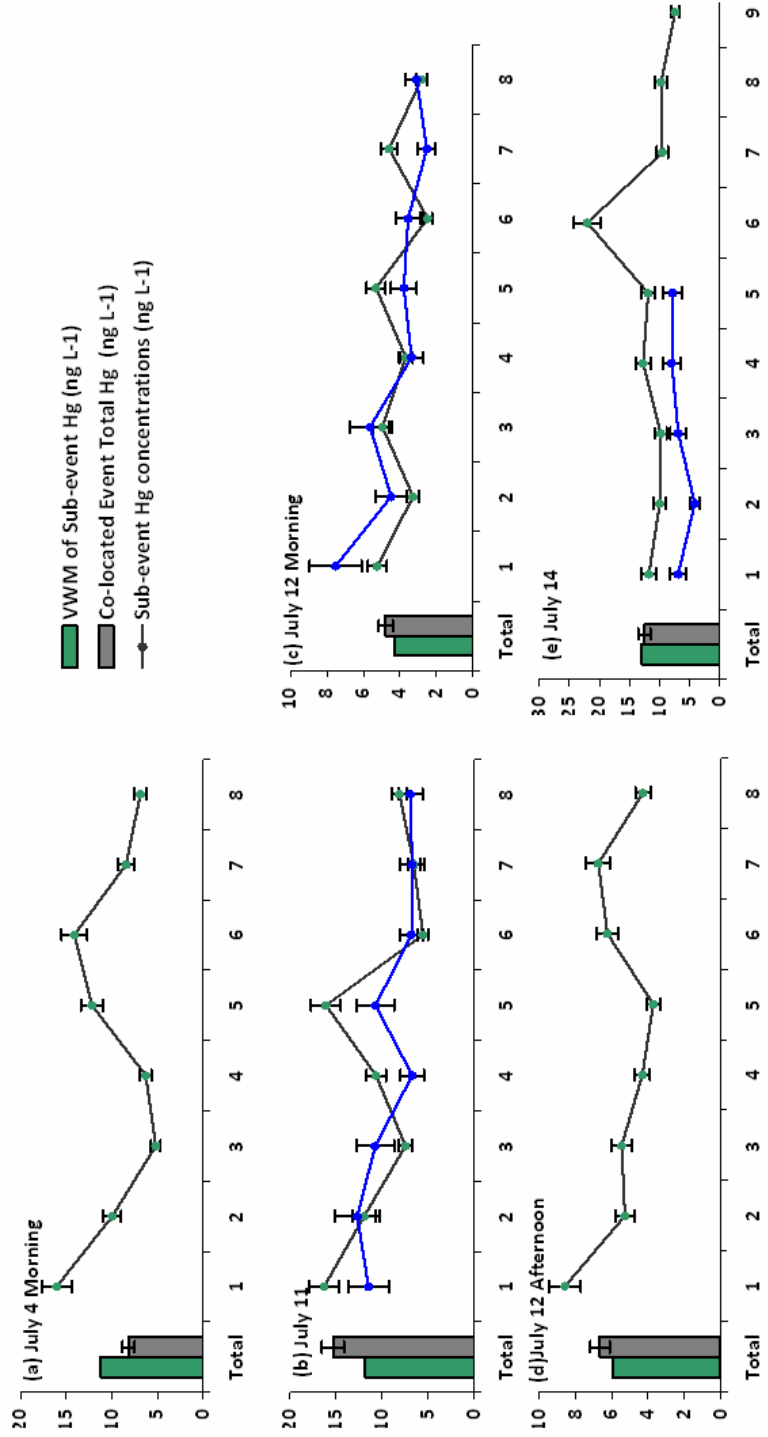 VWM of Sub-event Hg (ng L-1)
Co-located Event Total Hg (ng L-1)
Sub-event Hg concentrations (ng L-1)
(a) July 4 Morning
20
15
10
5
0
Total 1 2 3 4 5 6 7 8
(b) July 11
20
15
10
5
0
Total 1 2 3 4 5 6 7 8
(c) July 12 Morning
10
8
6
4
2
0
Total 1 2 3 4 5 6 7 8
(d)July 12 Afternoon
10
8
6
4
2
0
Total 1 2 3 4 5 6 7 8
(e) July 14
30
25
20
15
10
5
0
Total 1 2 3 4 5 6 7 8 9